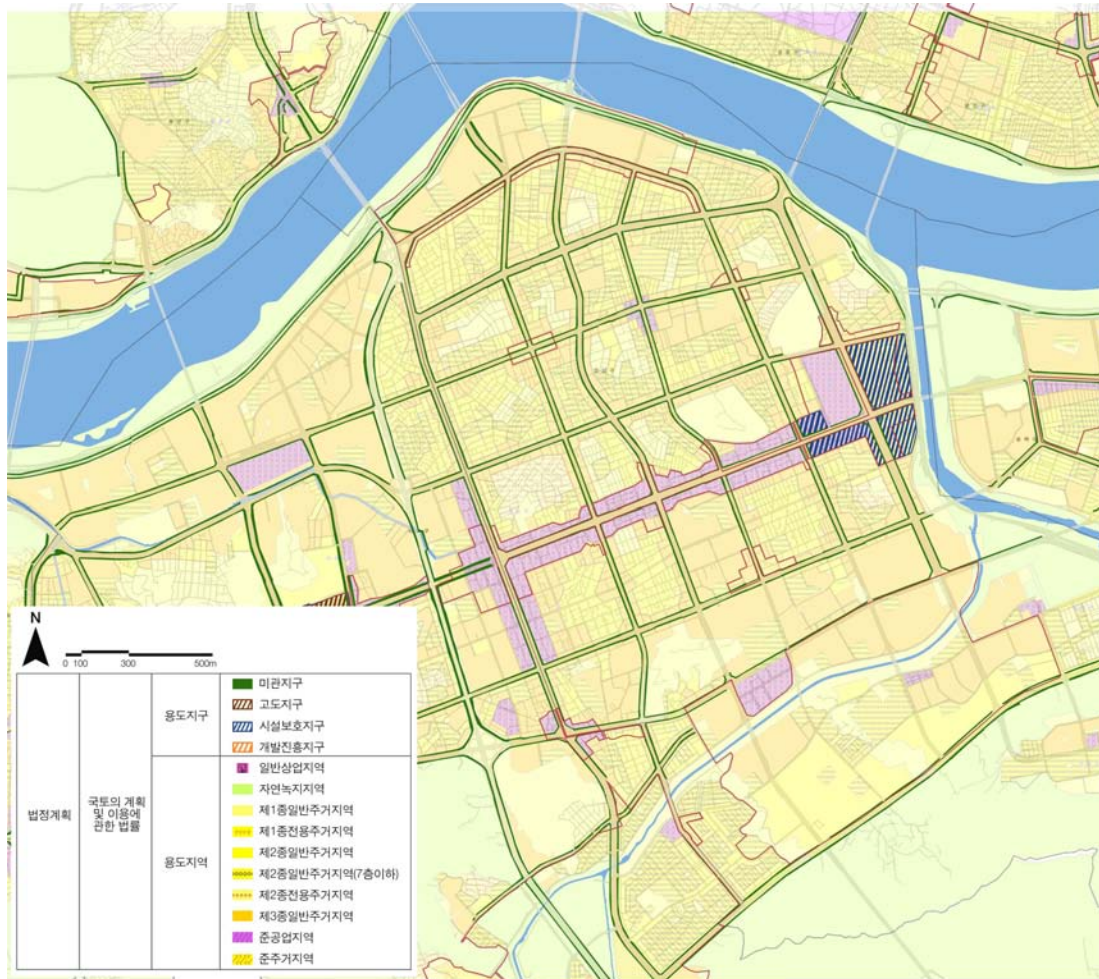 N
0 100 300 500m
법정계획
국토의 계획
및 이용에
관한 법률
용도지구
미관지구
고도지구
시설보호지구
개발진흥지구
용도지역
일반상업지역
자연녹지지역
제1종일반주거지역
제1종전용주거지역
제2종일반주거지역
제2종일반주거지역(7층이하)
제2종전용주거지역
제3종일반주거지역
준공업지역
준주거지역